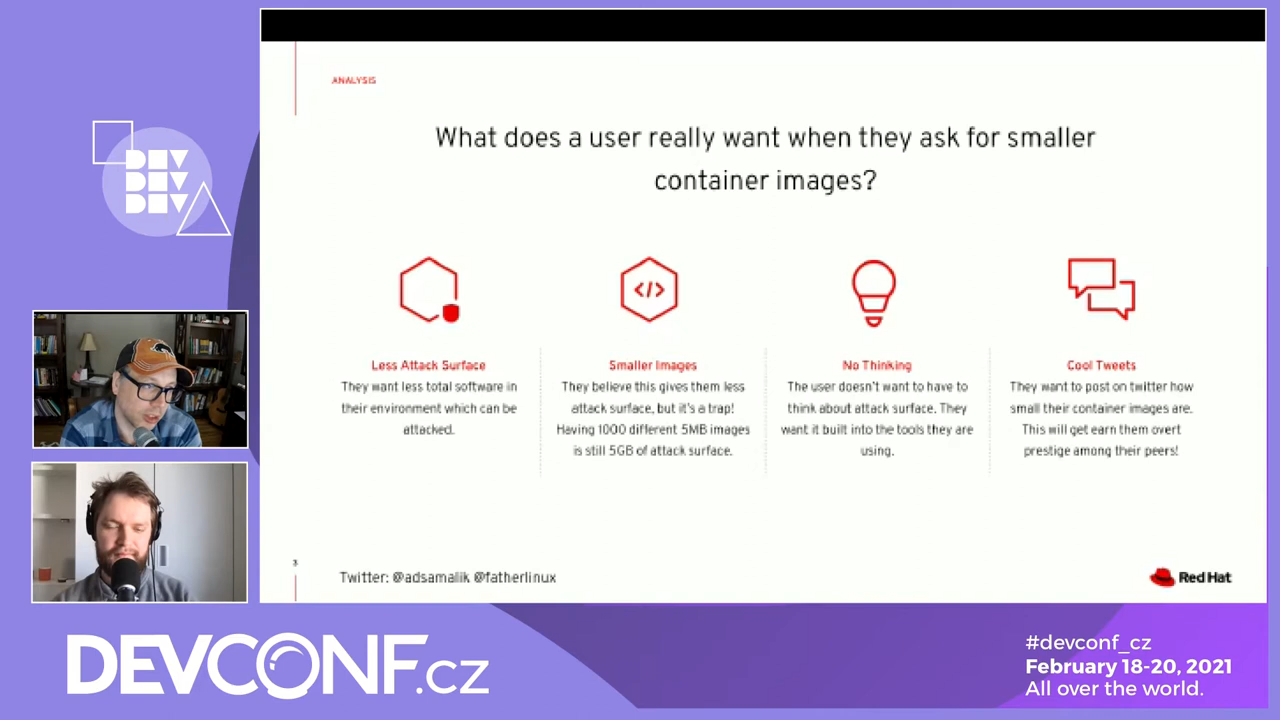 DEV
DEV
DEV
ANALYSIS
What does a user really want when they ask for smaller
container images?
</>
Less Attack Surface
They want less total software in
their environment which can be
attacked.
Smaller Images
They believe this gives them less
attack surface, but it's a trap!
Having 1000 different 5MB images
is still 5GB of attack surface.
No Thinking
The user doesn't want to have to
think about attack surface. They
want it built into the tools they are
using.
Cool Tweets
They want to post on twitter how
small their container images are.
This will get earn them overt
prestige among their peers!
3
Twitter: @adsamalik @fatherlinux
Red Hat
DEVCONF.cz
#devconf_cz
February 18-20, 2021
All over the world.